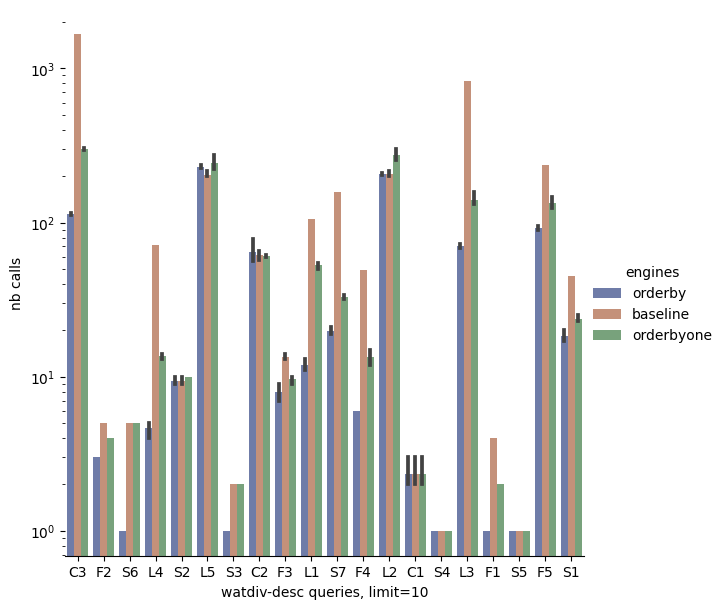 nb calls
10³
10²
10¹
10⁰
C3 F2 S6 L4 S2 L5 S3 C2 F3 L1 S7 F4 L2 C1 S4 L3 F1 S5 F5 S1
watdiv-desc queries, limit=10
engines
orderby
baseline
orderbyone